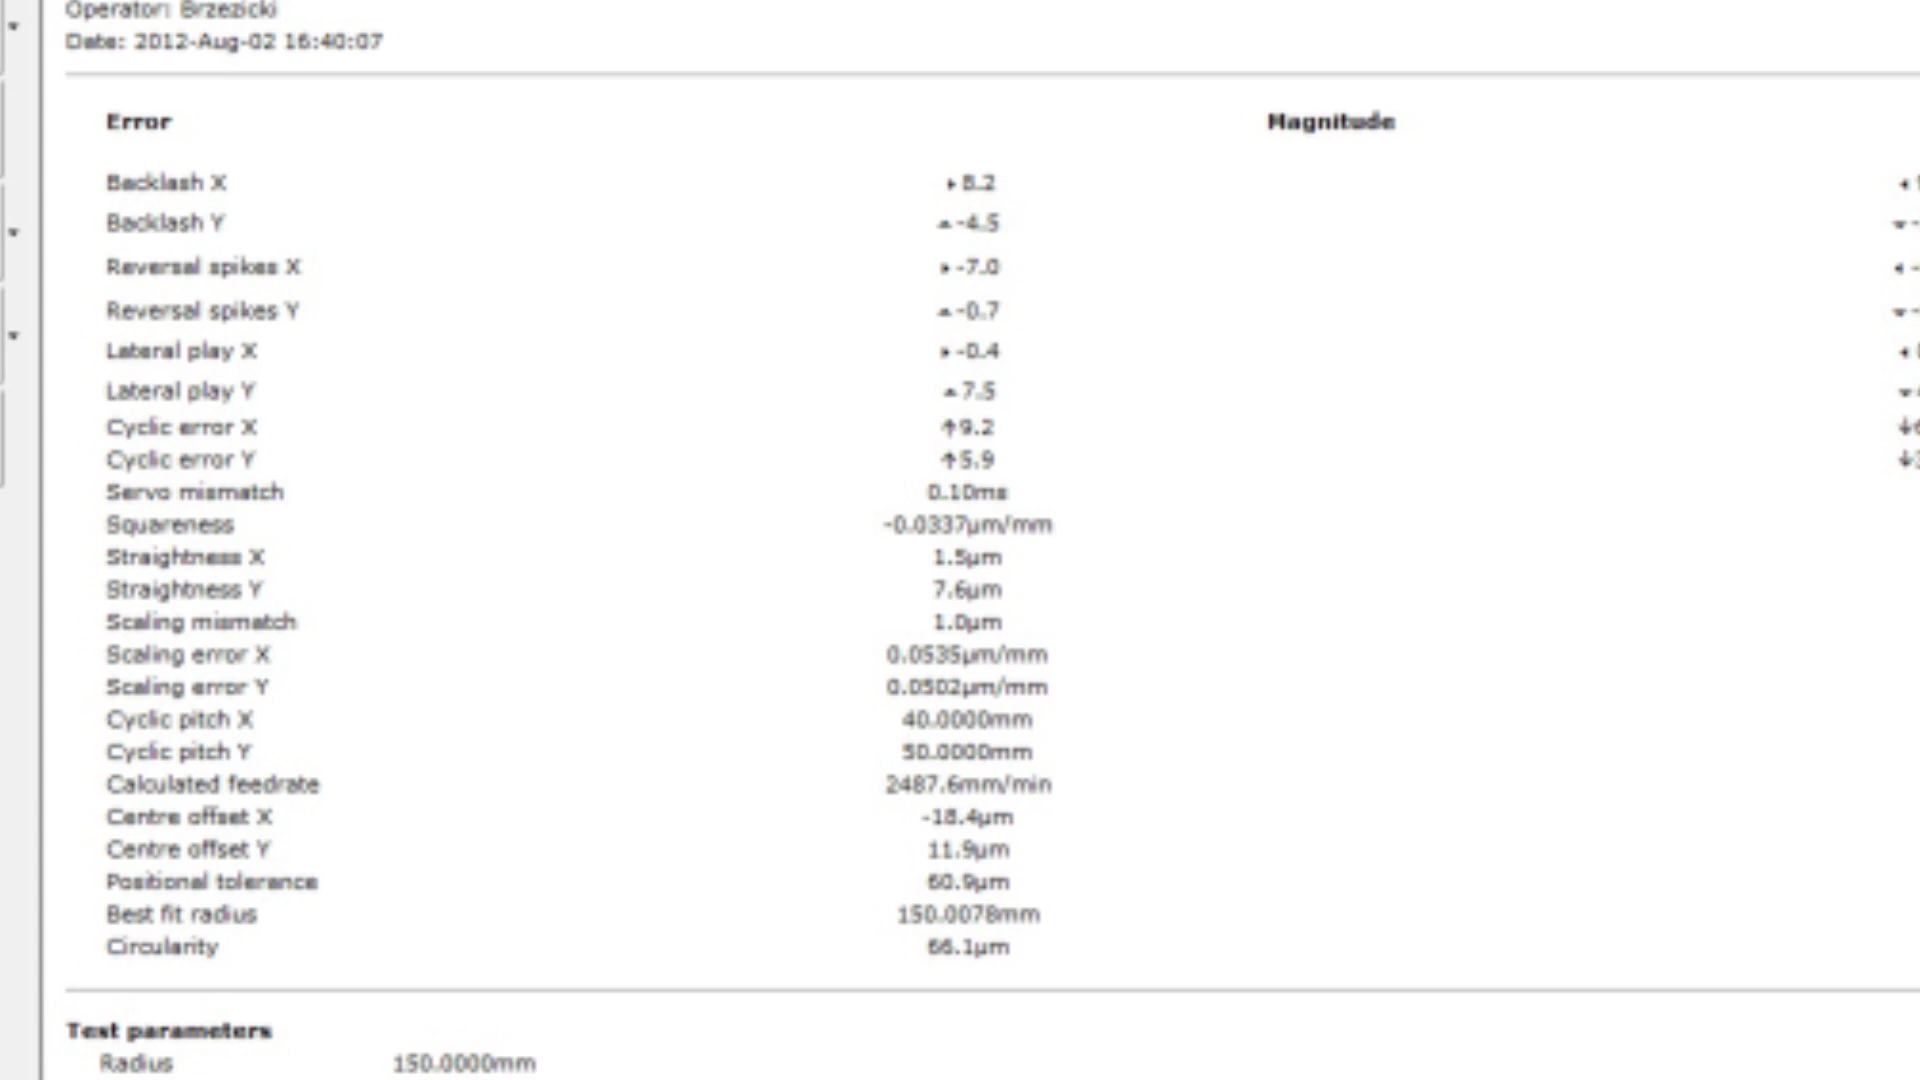 Operator: Brzezicki
Date: 2012-Aug-02 16:40:07
Error Magnitude
Backlash X ▸8.2 ◂
Backlash Y ▴-4.5 ▾-
Reversal spikes X ▸-7.0 ◂-
Reversal spikes Y ▴-0.7 ▾-
Lateral play X ▸-0.4 ◂
Lateral play Y ▴7.5 ▾
Cyclic error X ↑9.2 ↓
Cyclic error Y ↑5.9 ↓
Servo mismatch 0.10ms
Squareness -0.0337µm/mm
Straightness X 1.5µm
Straightness Y 7.6µm
Scaling mismatch 1.0µm
Scaling error X 0.0535µm/mm
Scaling error Y 0.0502µm/mm
Cyclic pitch X 40.0000mm
Cyclic pitch Y 50.0000mm
Calculated feedrate 2487.6mm/min
Centre offset X -18.4µm
Centre offset Y 11.9µm
Positional tolerance 60.9µm
Best fit radius 150.0078mm
Circularity 66.1µm
Test parameters
Radius 150.0000mm